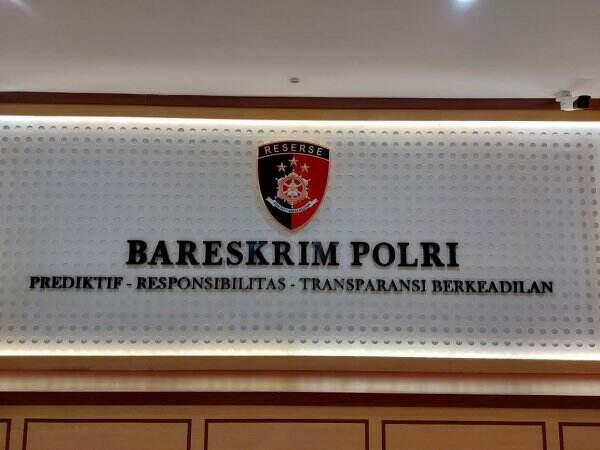 RESERSE
BARESKRIM POLRI
PREDIKTIF - RESPONSIBILITAS - TRANSPARANSI BERKEADILAN